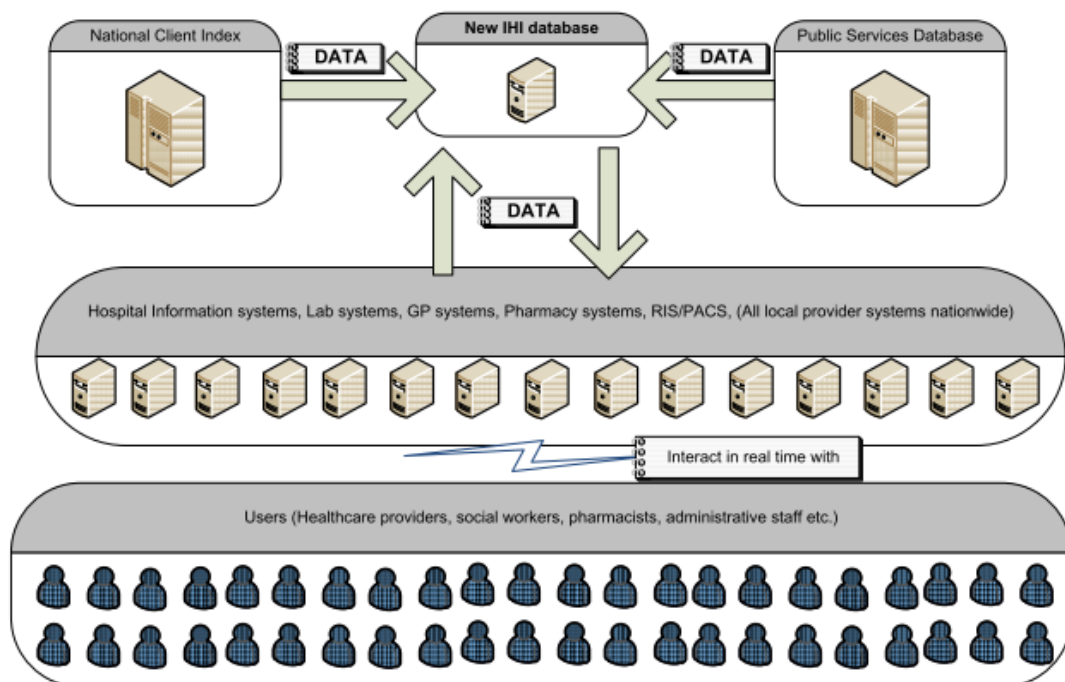 National Client Index
DATA
New IHI database
DATA
Public Services Database
DATA
Hospital Information systems, Lab systems, GP systems, Pharmacy systems, RIS/PACS, (All local provider systems nationwide)
Interact in real time with
Users (Healthcare providers, social workers, pharmacists, administrative staff etc.)